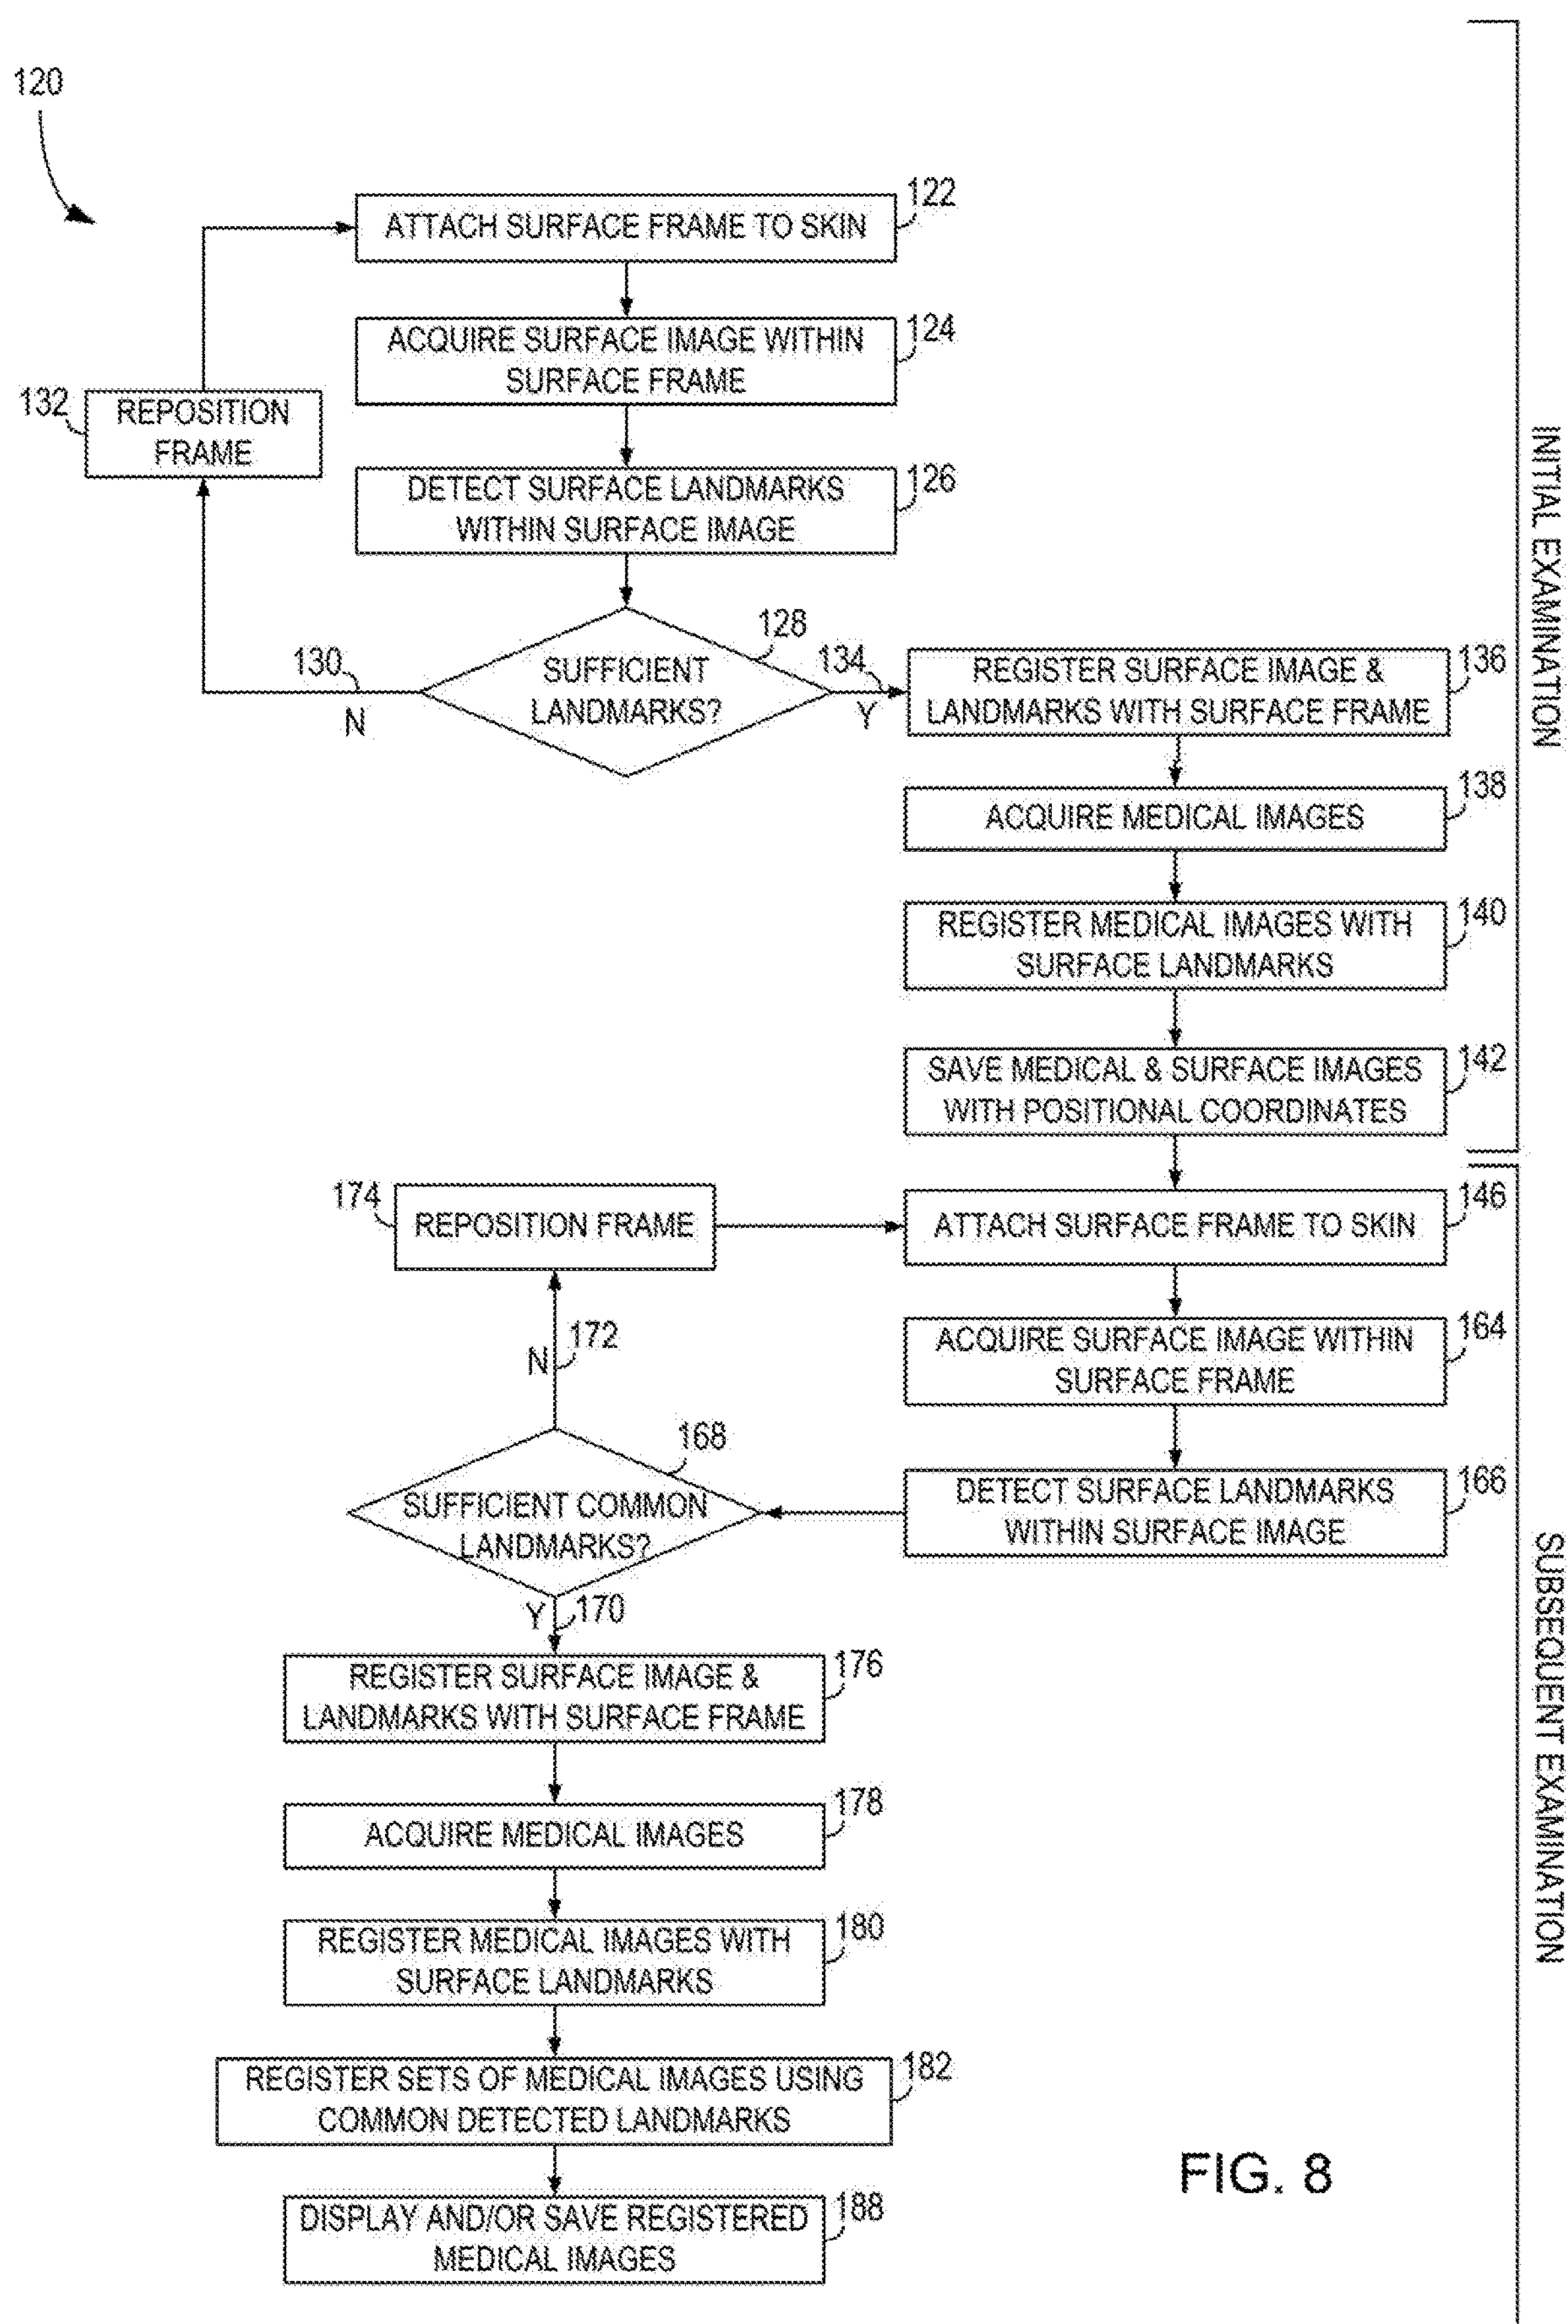 120
122
ATTACH SURFACE FRAME TO SKIN
124
ACQUIRE SURFACE IMAGE WITHIN
SURFACE FRAME
132
REPOSITION
FRAME
126
DETECT SURFACE LANDMARKS
WITHIN SURFACE IMAGE
128
SUFFICIENT
LANDMARKS?
130
N
134
Y
136
REGISTER SURFACE IMAGE &
LANDMARKS WITH SURFACE FRAME
138
ACQUIRE MEDICAL IMAGES
140
REGISTER MEDICAL IMAGES WITH
SURFACE LANDMARKS
142
SAVE MEDICAL & SURFACE IMAGES
WITH POSITIONAL COORDINATES
INITIAL EXAMINATION
174
REPOSITION FRAME
146
ATTACH SURFACE FRAME TO SKIN
172
N
164
ACQUIRE SURFACE IMAGE WITHIN
SURFACE FRAME
168
SUFFICIENT COMMON
LANDMARKS?
166
DETECT SURFACE LANDMARKS
WITHIN SURFACE IMAGE
Y
170
176
REGISTER SURFACE IMAGE &
LANDMARKS WITH SURFACE FRAME
178
ACQUIRE MEDICAL IMAGES
180
REGISTER MEDICAL IMAGES WITH
SURFACE LANDMARKS
182
REGISTER SETS OF MEDICAL IMAGES USING
COMMON DETECTED LANDMARKS
188
DISPLAY AND/OR SAVE REGISTERED
MEDICAL IMAGES
SUBSEQUENT EXAMINATION
FIG. 8